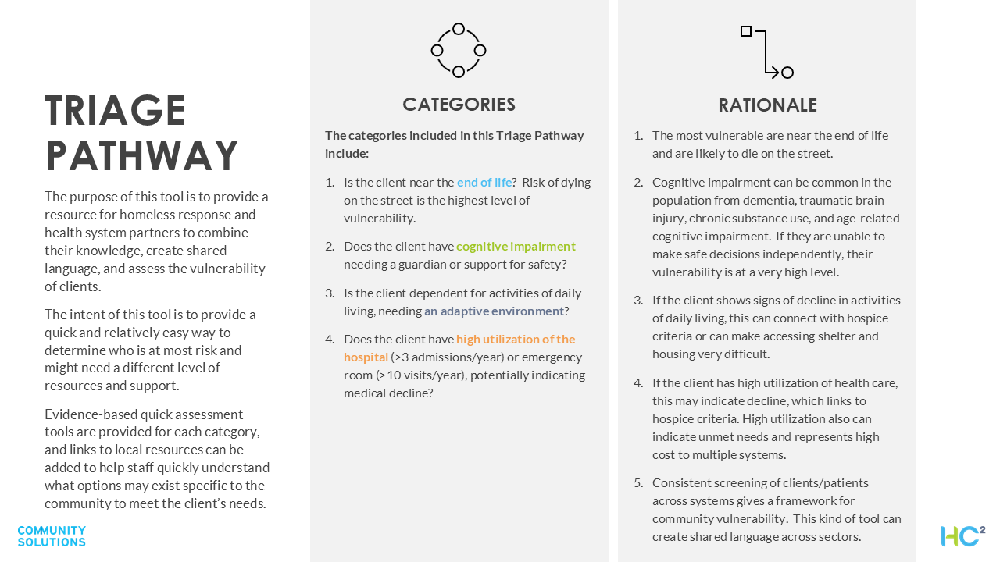 TRIAGE
PATHWAY
The purpose of this tool is to provide a
resource for homeless response and
health system partners to combine
their knowledge, create shared
language, and assess the vulnerability
of clients.
The intent of this tool is to provide a
quick and relatively easy way to
determine who is at most risk and
might need a different level of
resources and support.
Evidence-based quick assessment
tools are provided for each category,
and links to local resources can be
added to help staff quickly understand
what options may exist specific to the
community to meet the client's needs.
COMMUNITY
SOLUTIONS
CATEGORIES
The categories included in this Triage Pathway
include:
1. Is the client near the end of life? Risk of dying
on the street is the highest level of
vulnerability.
2. Does the client have cognitive impairment
needing a guardian or support for safety?
3. Is the client dependent for activities of daily
living, needing an adaptive environment?
4. Does the client have high utilization of the
hospital (>3 admissions/year) or emergency
room (>10 visits/year), potentially indicating
medical decline?
RATIONALE
1. The most vulnerable are near the end of life
and are likely to die on the street.
2. Cognitive impairment can be common in the
population from dementia, traumatic brain
injury, chronic substance use, and age-related
cognitive impairment. If they are unable to
make safe decisions independently, their
vulnerability is at a very high level.
3. If the client shows signs of decline in activities
of daily living, this can connect with hospice
criteria or can make accessing shelter and
housing very difficult.
4. If the client has high utilization of health care,
this may indicate decline, which links to
hospice criteria. High utilization also can
indicate unmet needs and represents high
cost to multiple systems.
5. Consistent screening of clients/patients
across systems gives a framework for
community vulnerability. This kind of tool can
create shared language across sectors.
HC²